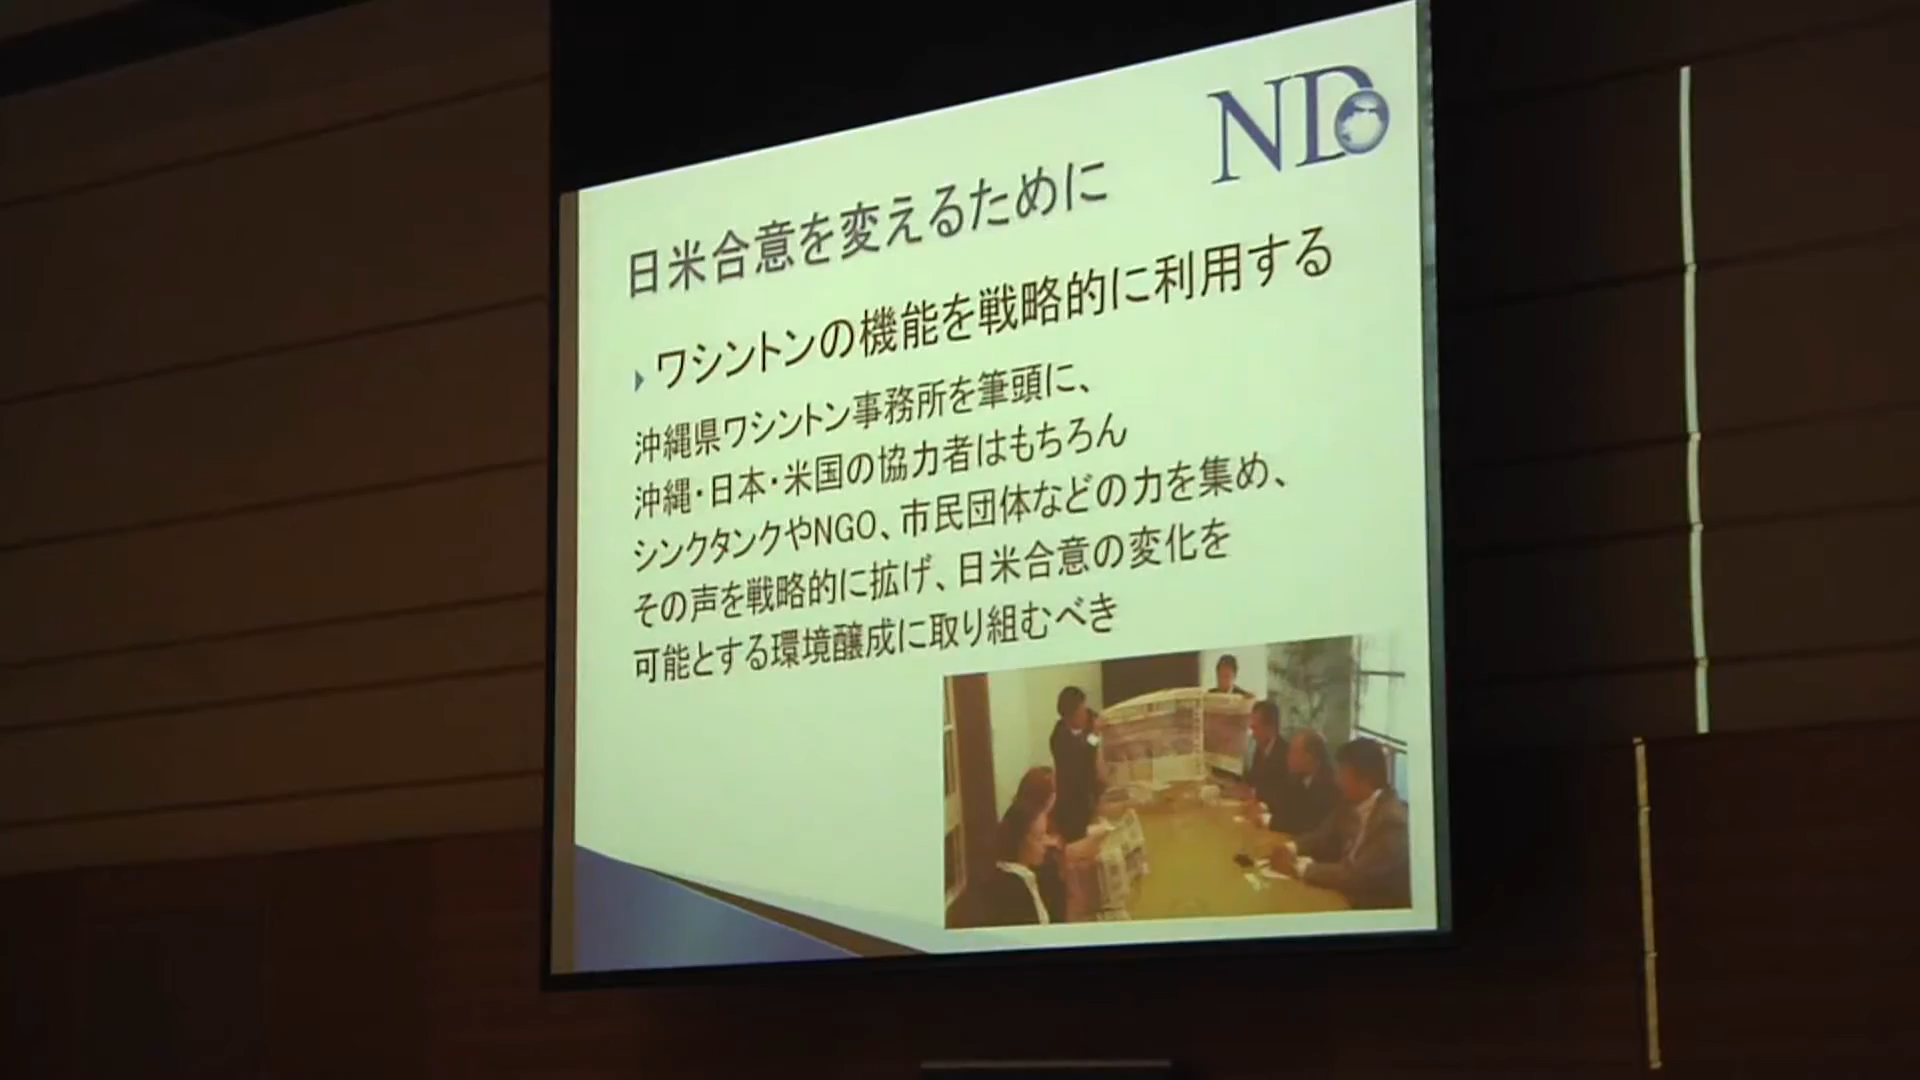 ND
日米合意を変えるために
ワシントンの機能を戦略的に利用する
沖縄県ワシントン事務所を筆頭に、
沖縄・日本・米国の協力者はもちろん
シンクタンクやNGO、市民団体などの力を集め、
その声を戦略的に拡げ、日米合意の変化を
可能とする環境醸成に取り組むべき